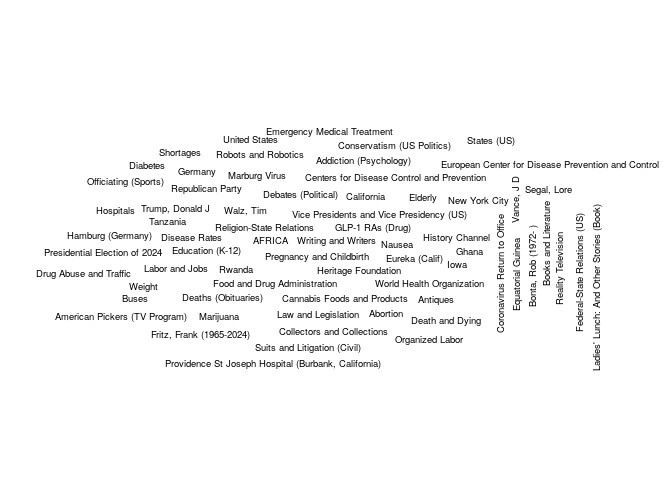 Emergency Medical Treatment
United States
States (US)
Conservatism (US Politics)
Shortages
Robots and Robotics
Addiction (Psychology)
Diabetes
European Center for Disease Prevention and Control
Germany
Marburg Virus
Centers for Disease Control and Prevention
Officiating (Sports)
Republican Party
Segal, Lore
Debates (Political)
California
Elderly
New York City
Vance, J D
Hospitals
Trump, Donald J
Walz, Tim
Vice Presidents and Vice Presidency (US)
Tanzania
Religion-State Relations
GLP-1 RAs (Drug)
Hamburg (Germany)
Disease Rates
AFRICA
Writing and Writers
Nausea
History Channel
Presidential Election of 2024
Education (K-12)
Pregnancy and Childbirth
Eureka (Calif)
Ghana
Iowa
Drug Abuse and Traffic
Labor and Jobs
Rwanda
Heritage Foundation
Weight
Food and Drug Administration
World Health Organization
Buses
Deaths (Obituaries)
Cannabis Foods and Products
Antiques
American Pickers (TV Program)
Marijuana
Law and Legislation
Abortion
Death and Dying
Fritz, Frank (1965-2024)
Collectors and Collections
Organized Labor
Suits and Litigation (Civil)
Providence St Joseph Hospital (Burbank, California)
Coronavirus Return to Office
Equatorial Guinea
Bonta, Rob (1972- )
Books and Literature
Reality Television
Federal-State Relations (US)
Ladies' Lunch: And Other Stories (Book)